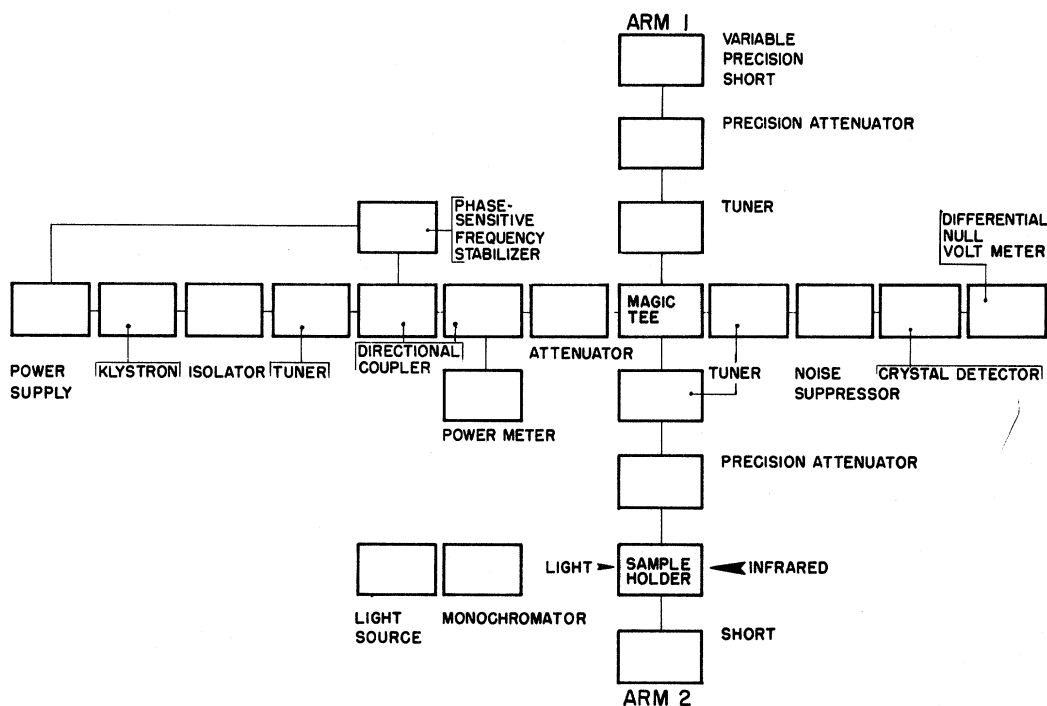 ARM 1
VARIABLE
PRECISION
SHORT
PRECISION ATTENUATOR
TUNER
PHASE-
SENSITIVE
FREQUENCY
STABILIZER
DIFFERENTIAL
NULL
VOLT METER
MAGIC
TEE
POWER
SUPPLY
KLYSTRON
ISOLATOR
TUNER
DIRECTIONAL
COUPLER
ATTENUATOR
TUNER
NOISE
SUPPRESSOR
CRYSTAL DETECTOR
POWER METER
PRECISION ATTENUATOR
LIGHT
SAMPLE
HOLDER
INFRARED
LIGHT
SOURCE
MONOCHROMATOR
SHORT
ARM 2